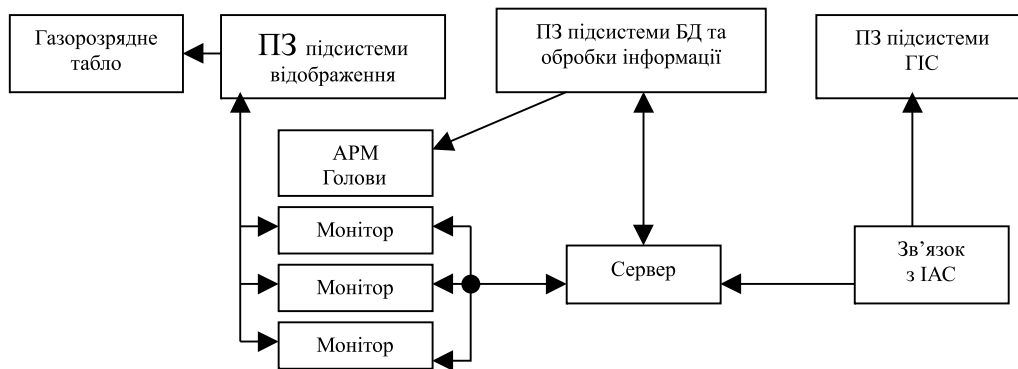 Газорозрядне
табло
ПЗ підсистеми
відображення
ПЗ підсистеми БД та
обробки інформації
ПЗ підсистеми
ГІС
АРМ
Голови
Монітор
Монітор
Монітор
Сервер
Зв’язок
з ІАС